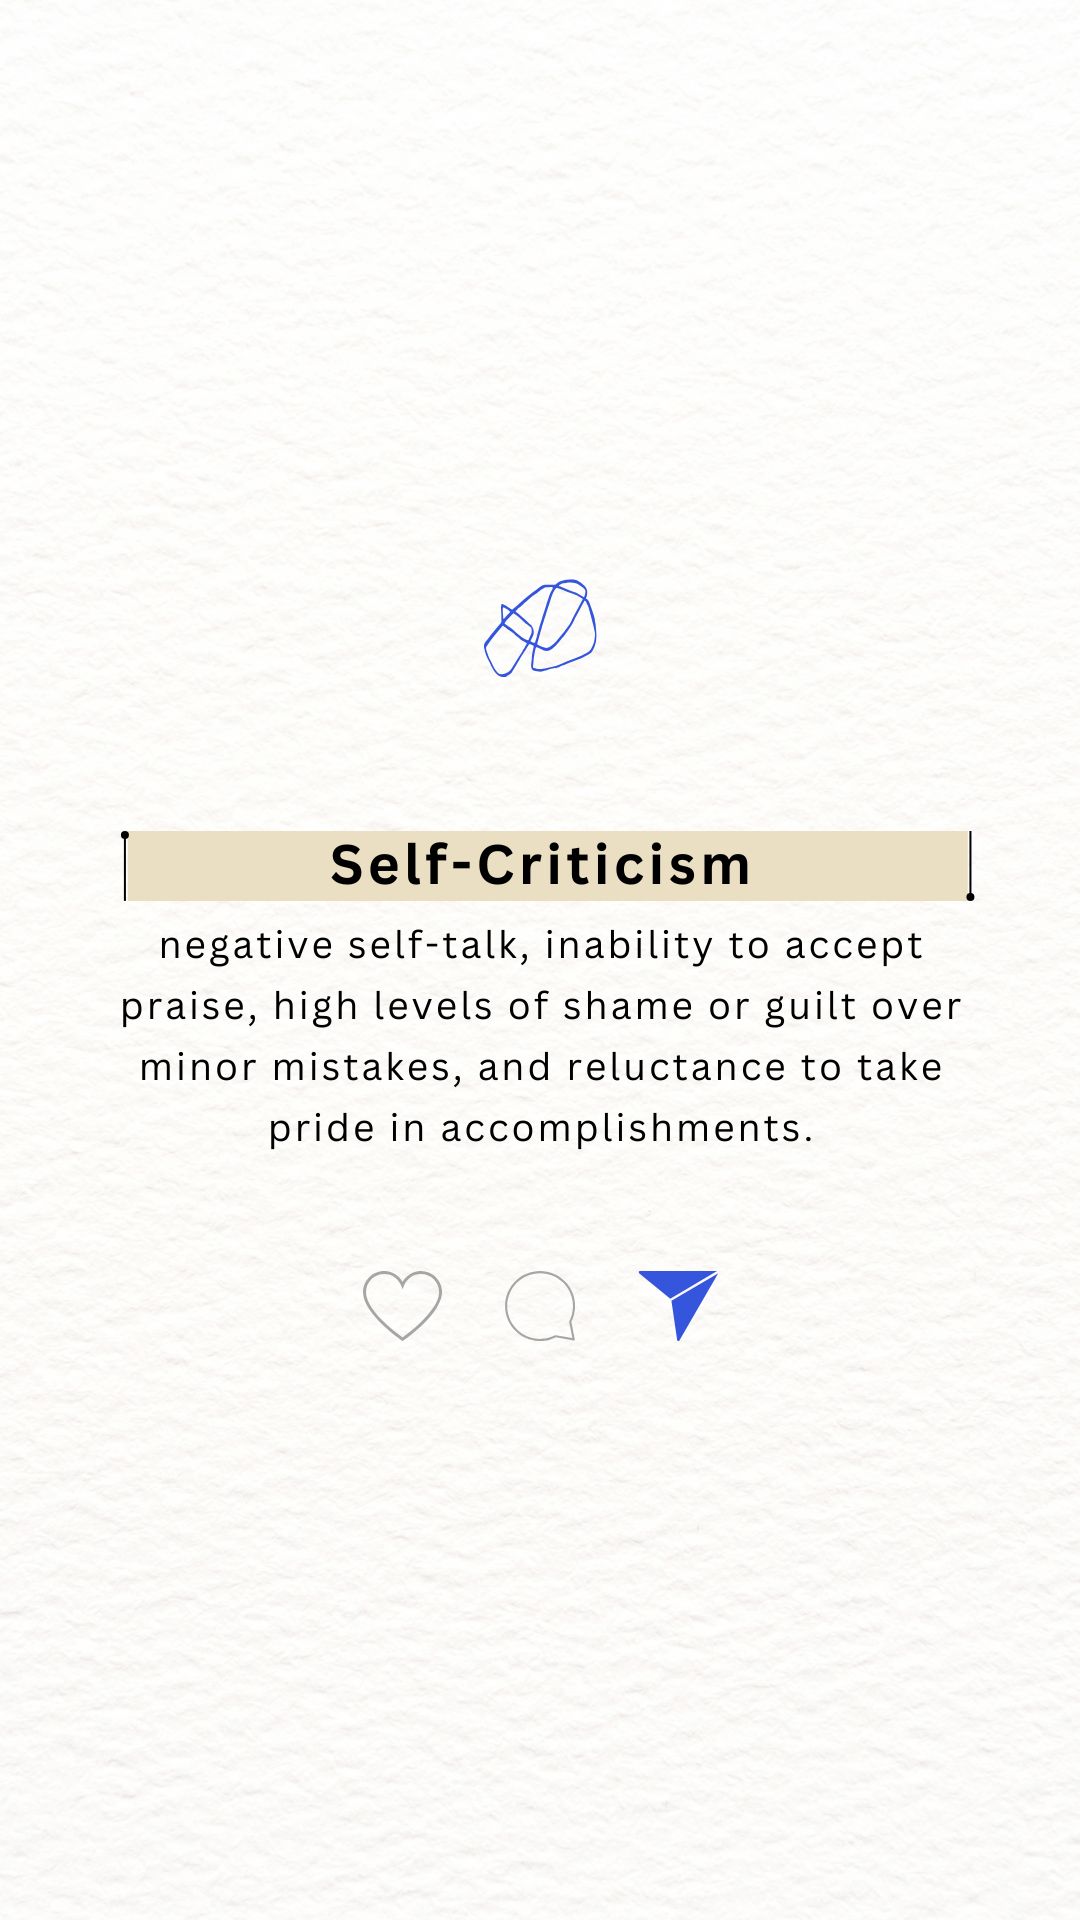 Self-Criticism
negative self-talk, inability to accept
praise, high levels of shame or guilt over
minor mistakes, and reluctance to take
pride in accomplishments.